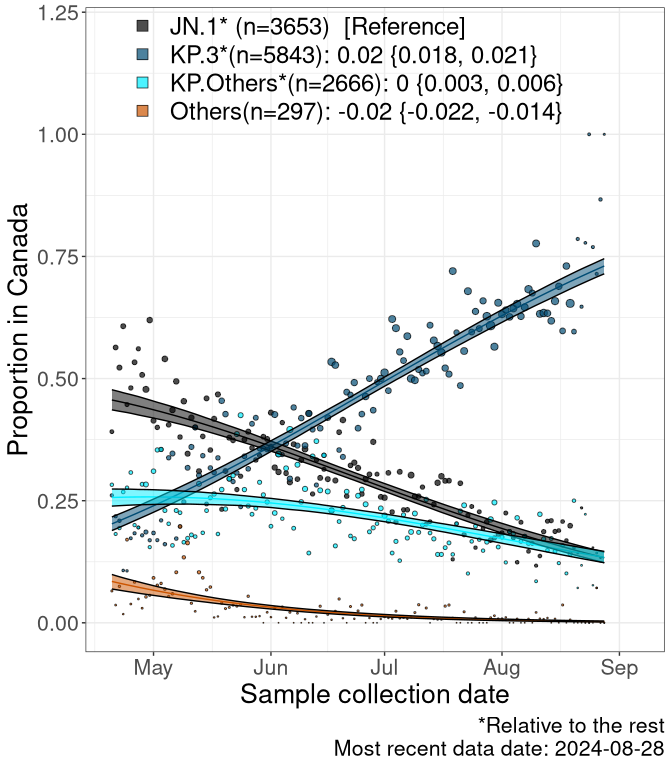 1.25
JN.1* (n=3653) [Reference]
KP.3*(n=5843): 0.02 {0.018, 0.021}
KP.Others*(n=2666): 0 {0.003, 0.006}
Others(n=297): -0.02 {-0.022, -0.014}
1.00
0.75
0.50
0.25
0.00
Proportion in Canada
May Jun Jul Aug Sep
Sample collection date
*Relative to the rest
Most recent data date: 2024-08-28